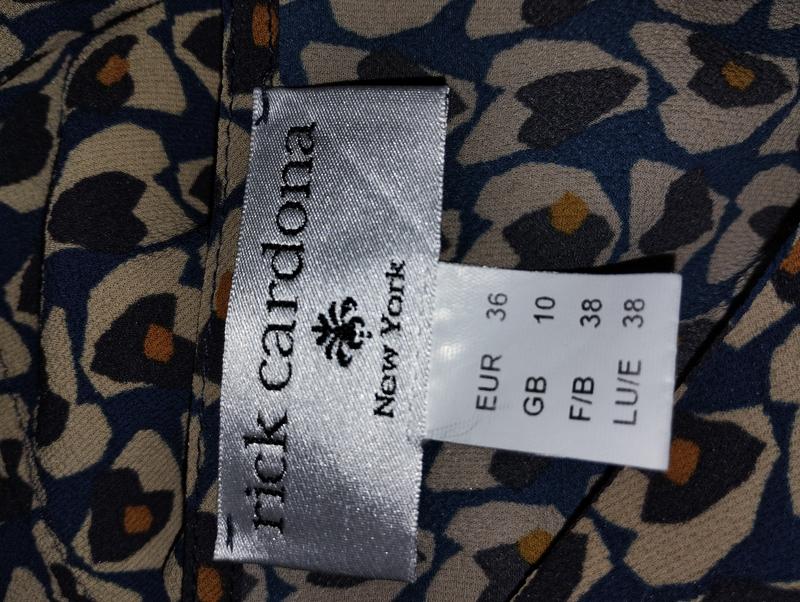 rick cardona
New York
EUR 36
GB 10
F/B 38
LU/E 38